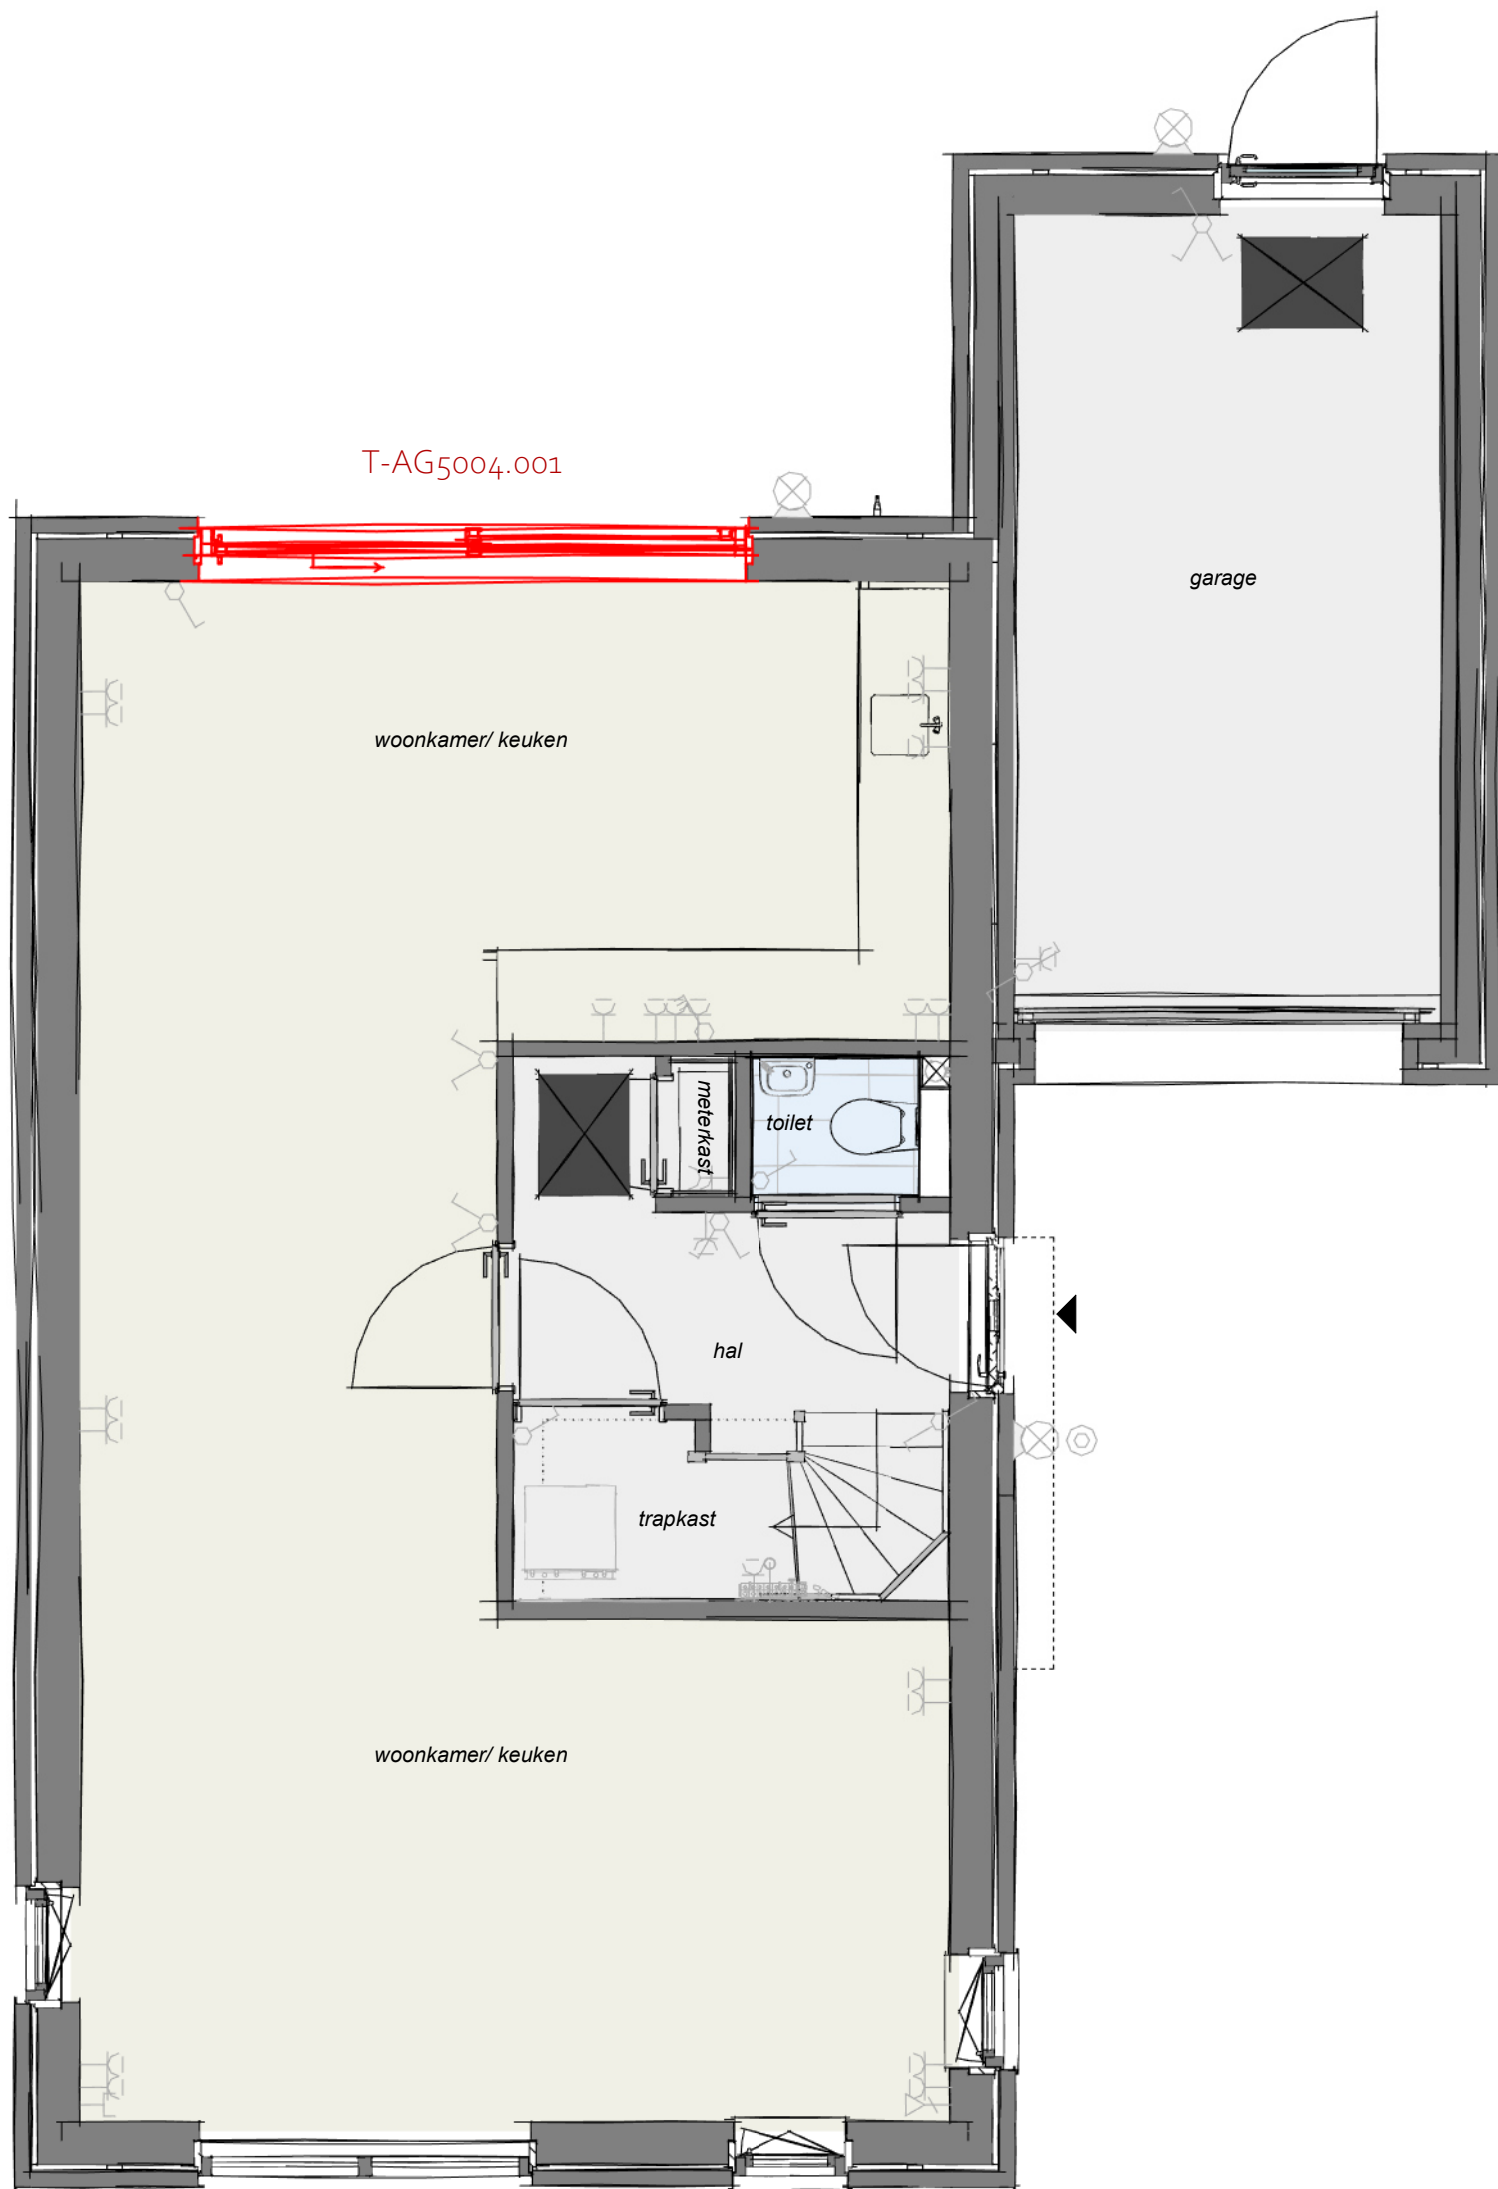 T-AG5004.001
garage
woonkamer/ keuken
meterkast
toilet
hal
trapkast
woonkamer/ keuken